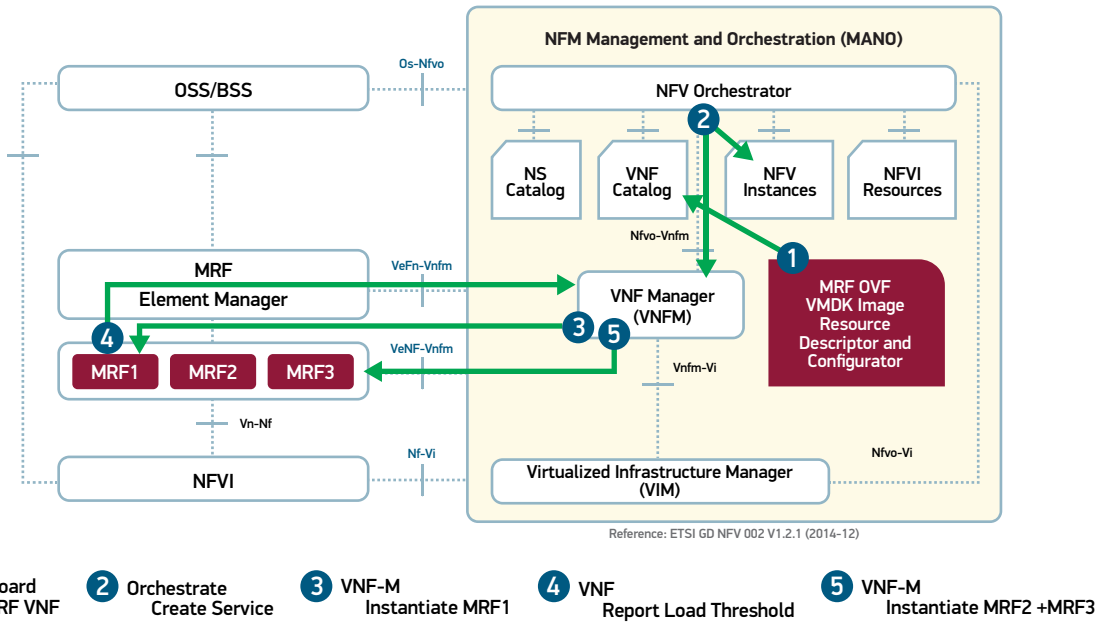 NFM Management and Orchestration (MANO)
Os-Nfvo
OSS/BSS
NFV Orchestrator
2
NS
Catalog
VNF
Catalog
NFV
Instances
NFVI
Resources
Nfvo-Vnfm
1
MRF
Element Manager
VeFn-Vnfm
VNF Manager
(VNFM)
MRF OVF
VMDK Image
Resource
Descriptor and
Configurator
4
3
5
VeNF-Vnfm
MRF1
MRF2
MRF3
Vnfm-Vi
Vn-Nf
Nf-Vi
Nfvo-Vi
NFVI
Virtualized Infrastructure Manager
(VIM)
Reference: ETSI GD NFV 002 V1.2.1 (2014-12)
oard
RF VNF
2 Orchestrate
Create Service
3 VNF-M
Instantiate MRF1
4 VNF
Report Load Threshold
5 VNF-M
Instantiate MRF2 +MRF3